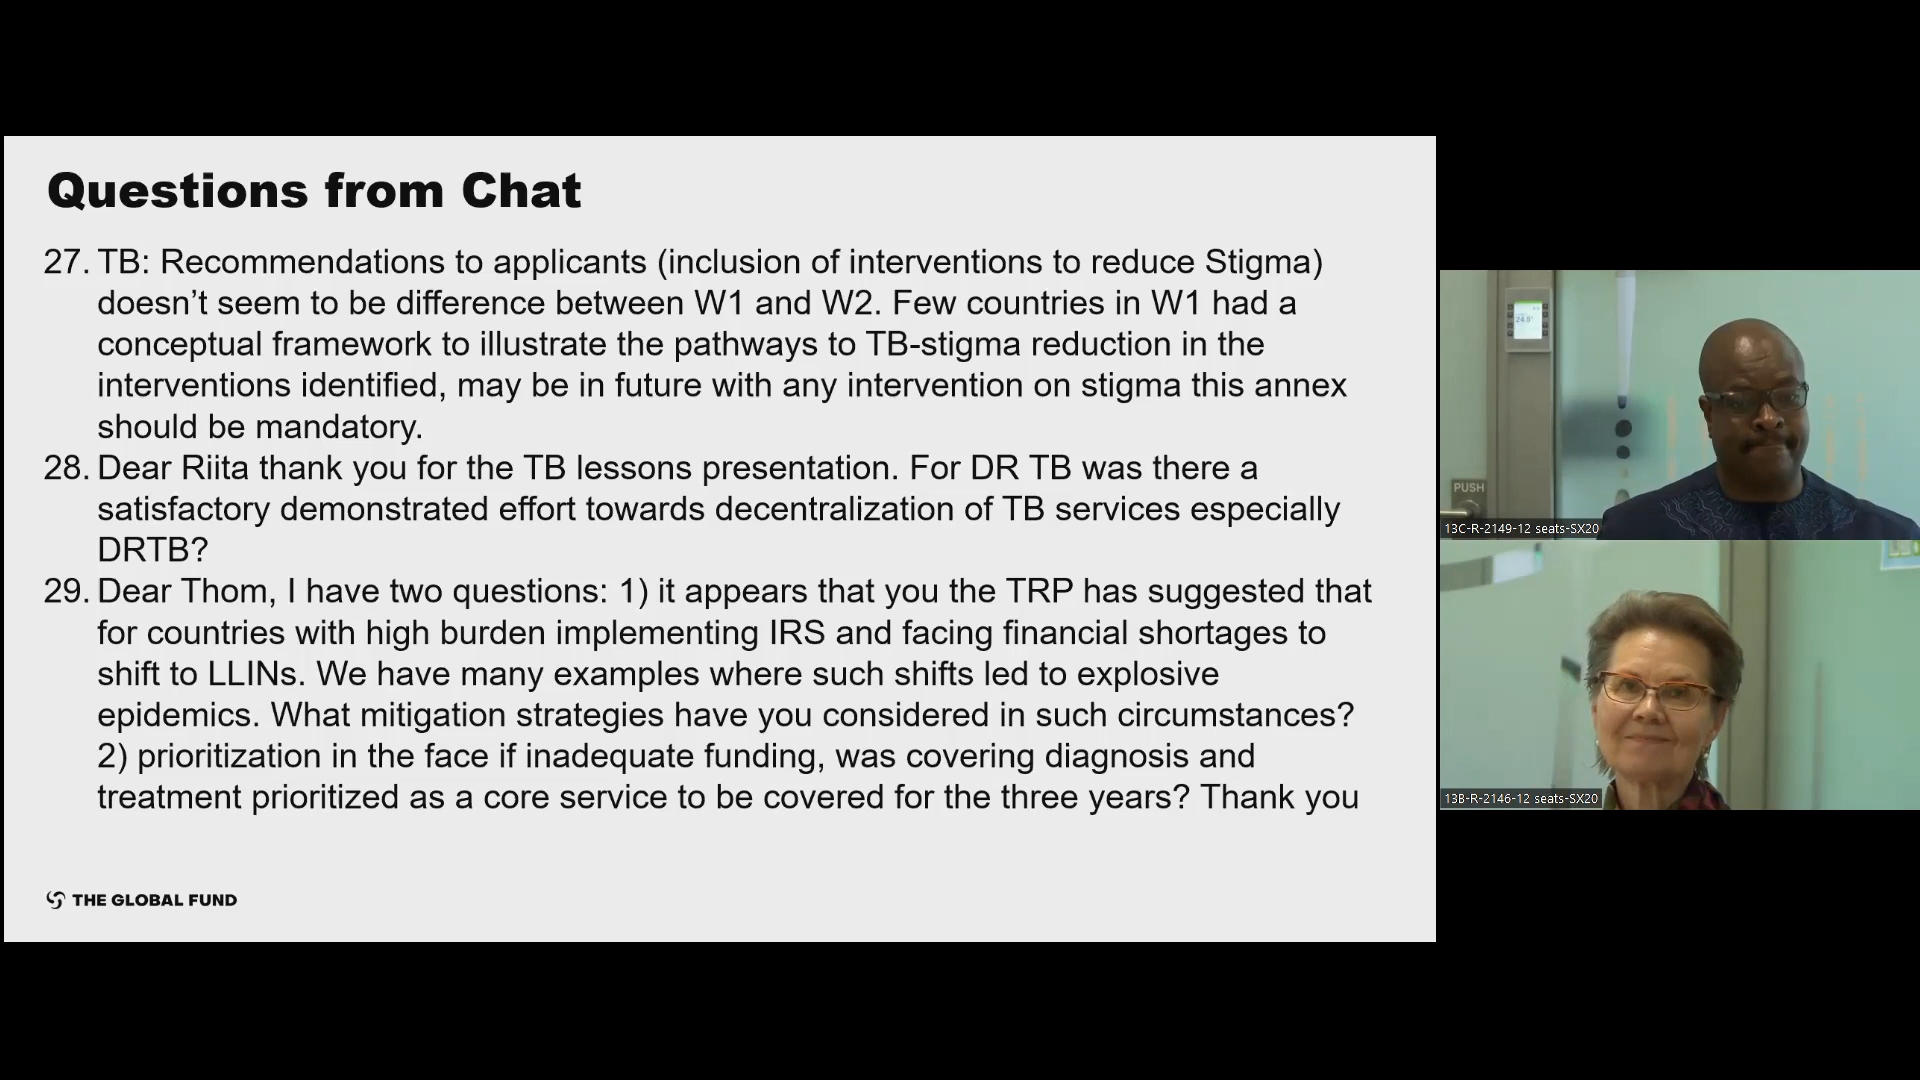 Questions from Chat
27. TB: Recommendations to applicants (inclusion of interventions to reduce Stigma)
doesn’t seem to be difference between W1 and W2. Few countries in W1 had a
conceptual framework to illustrate the pathways to TB-stigma reduction in the
interventions identified, may be in future with any intervention on stigma this annex
should be mandatory.
28. Dear Riita thank you for the TB lessons presentation. For DR TB was there a
satisfactory demonstrated effort towards decentralization of TB services especially
DRTB?
29. Dear Thom, I have two questions: 1) it appears that you the TRP has suggested that
for countries with high burden implementing IRS and facing financial shortages to
shift to LLINs. We have many examples where such shifts led to explosive
epidemics. What mitigation strategies have you considered in such circumstances?
2) prioritization in the face if inadequate funding, was covering diagnosis and
treatment prioritized as a core service to be covered for the three years? Thank you
THE GLOBAL FUND
PUSH
13C-R-2149-12 seats-SX20
13B-R-2146-12 seats-SX20